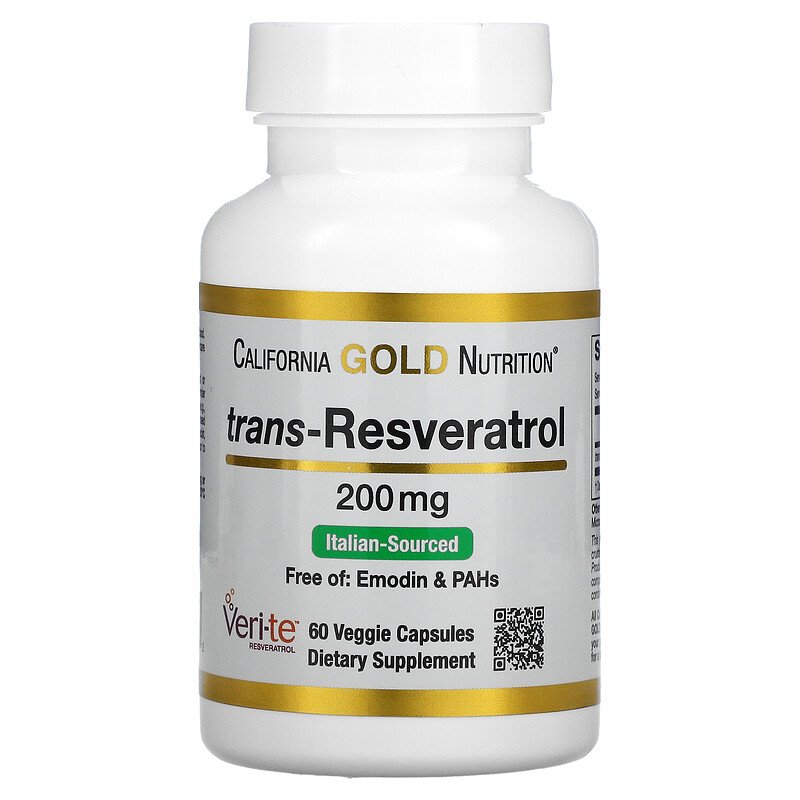 CALIFORNIA GOLD NUTRITION®
trans-Resveratrol
200 mg
Italian-Sourced
Free of: Emodin & PAHs
Veri-te™
RESVERATROL
60 Veggie Capsules
Dietary Supplement